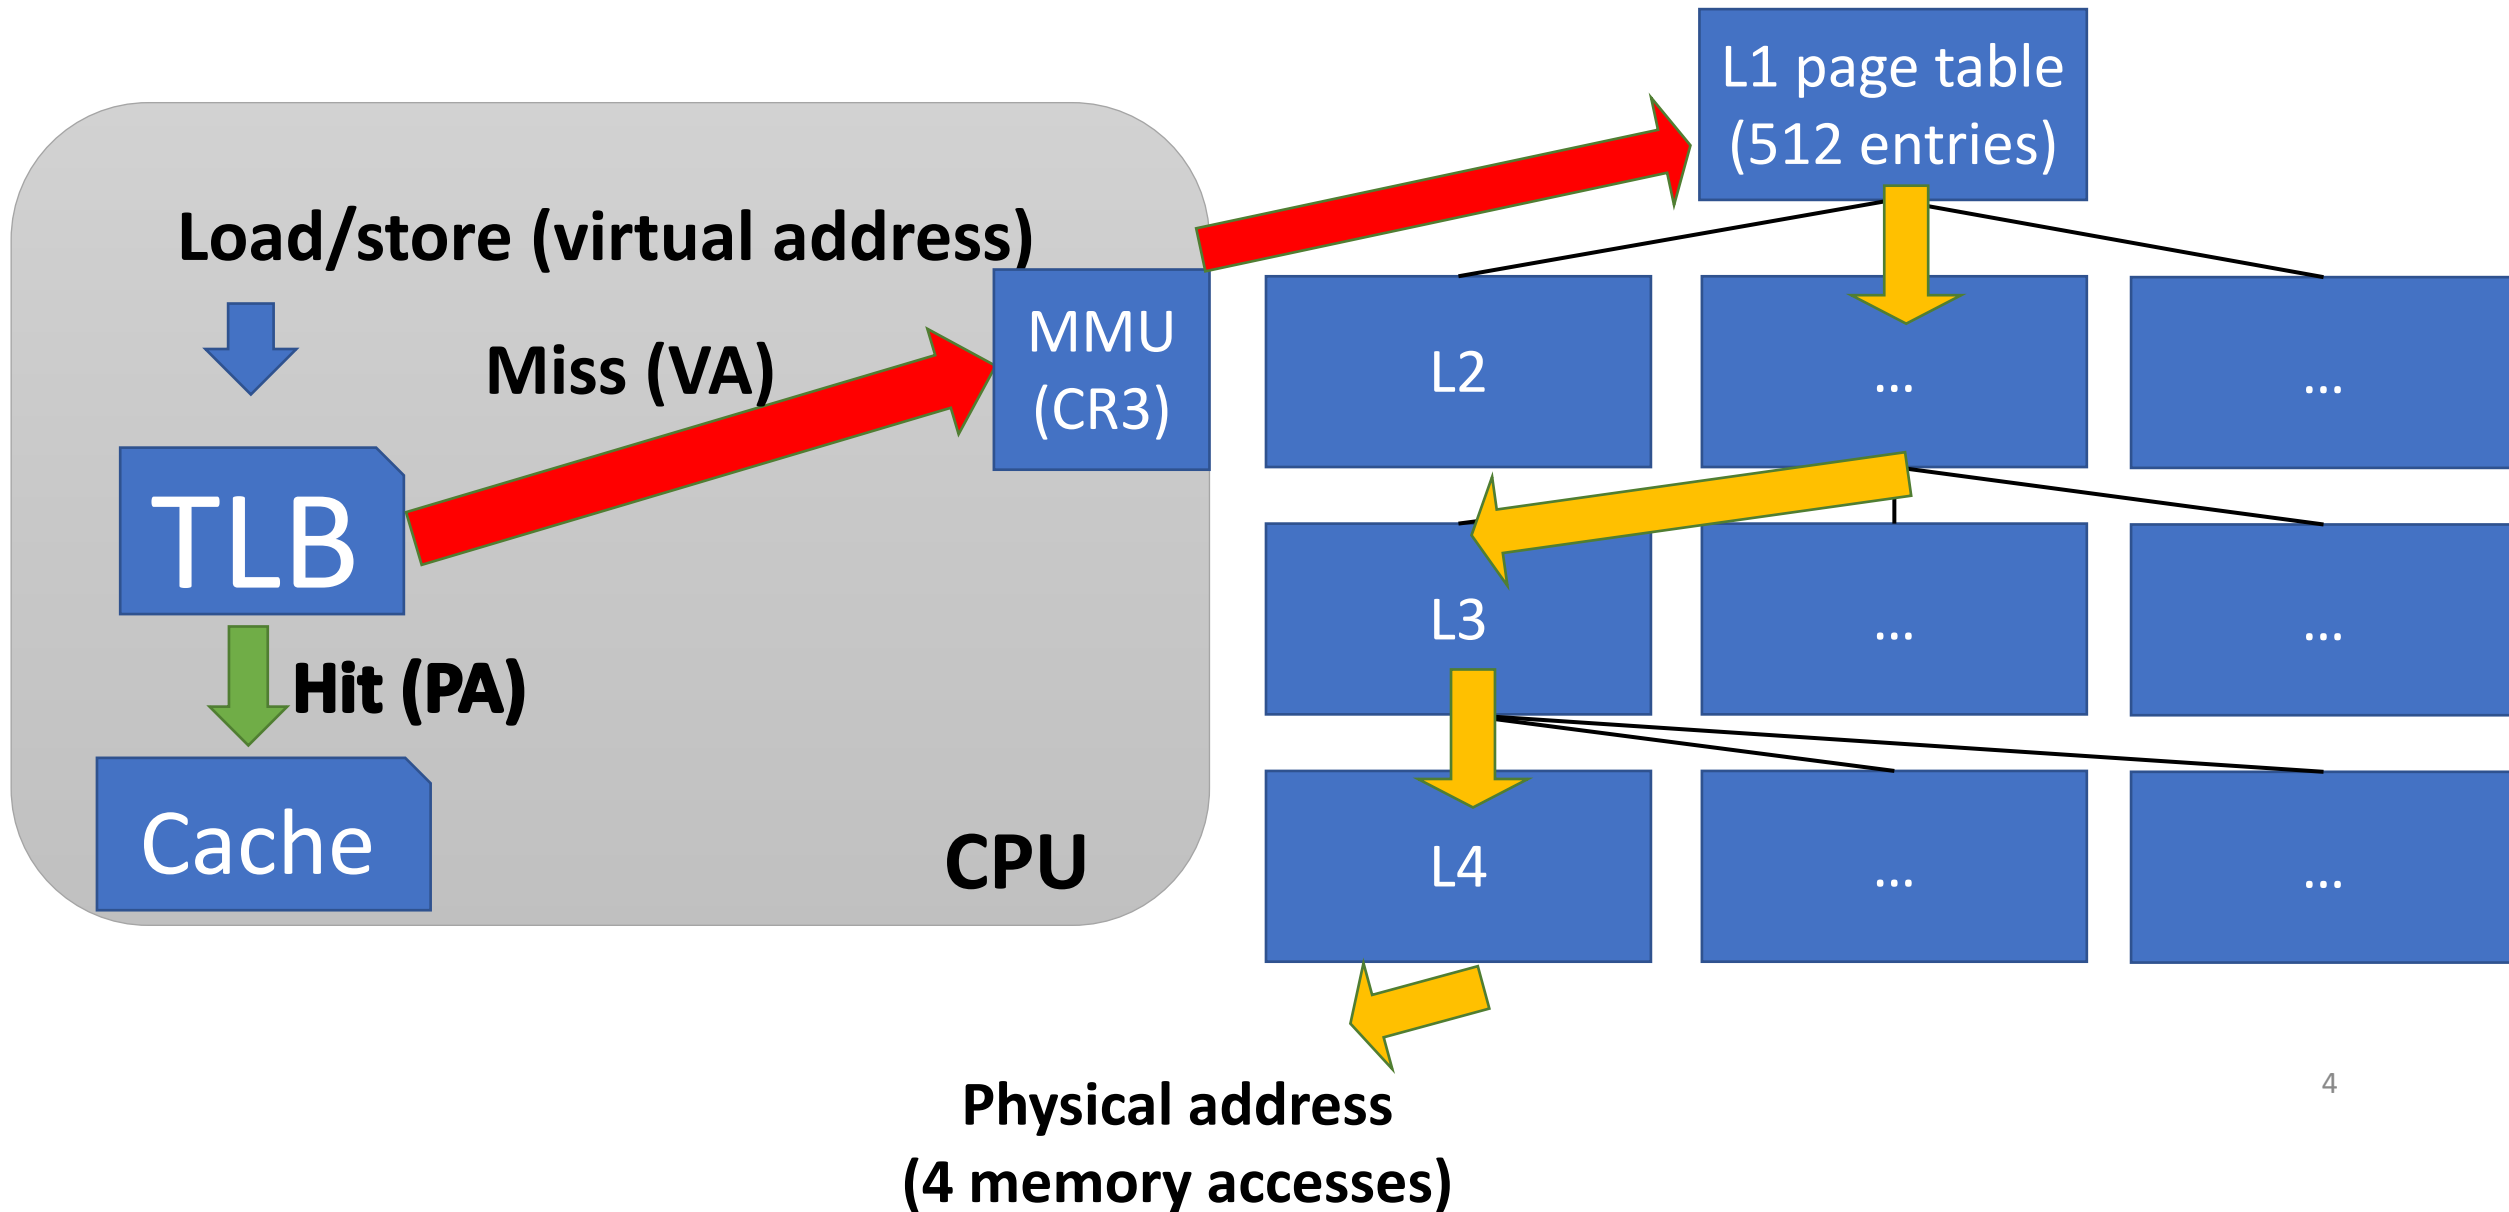 L1 page table
(512 entries)
Load/store (virtual address)
MMU
(CR3)
Miss (VA)
L2
...
...
TLB
L3
...
...
Hit (PA)
Cache
CPU
L4
...
...
Physical address
(4 memory accesses)
4